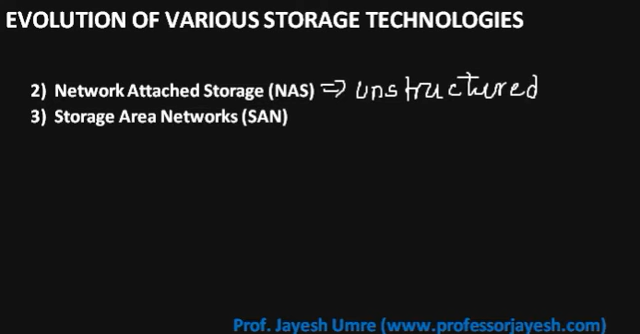 EVOLUTION OF VARIOUS STORAGE TECHNOLOGIES
2) Network Attached Storage (NAS) ⇒ unstructured
3) Storage Area Networks (SAN)
Prof. Jayesh Umre (www.professorjayesh.com)